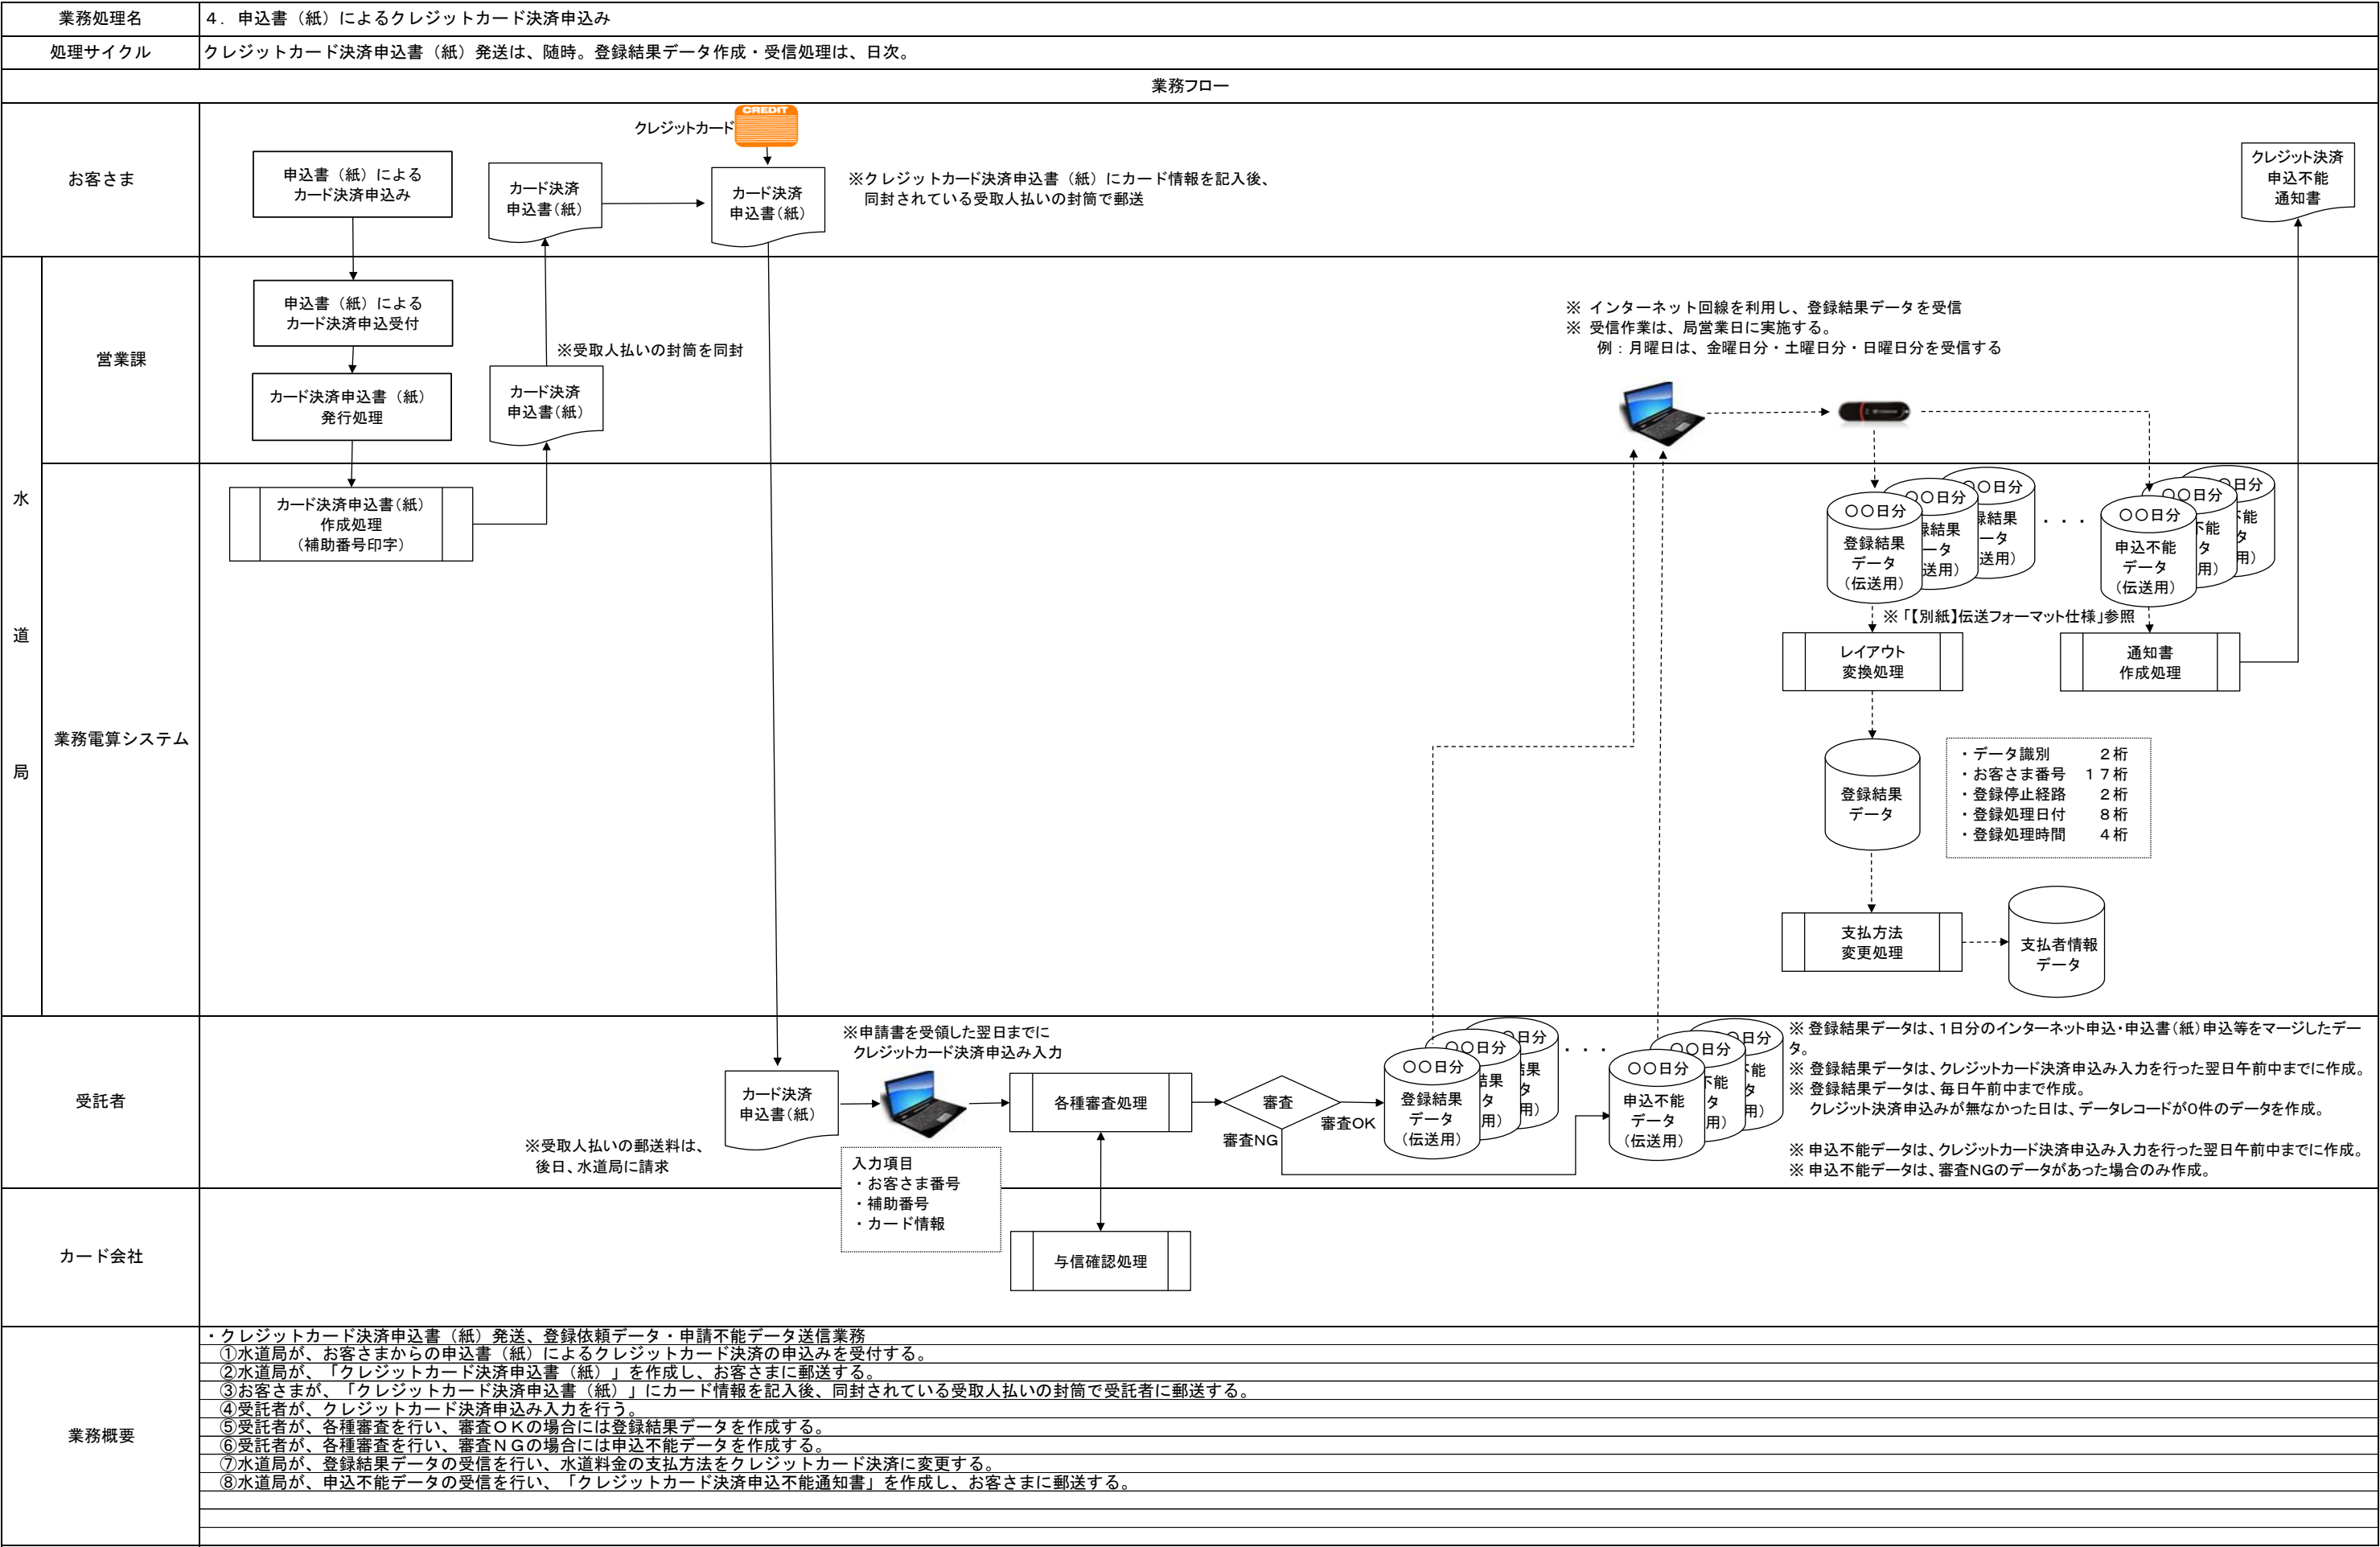 業務処理名
４．申込書（紙）によるクレジットカード決済申込み
処理サイクル
クレジットカード決済申込書（紙）発送は、随時。登録結果データ作成・受信処理は、日次。
業務フロー
お客さま
申込書（紙）による
カード決済申込み
カード決済
申込書（紙）
クレジットカード
CREDIT
カード決済
申込書（紙）
※クレジットカード決済申込書（紙）にカード情報を記入後、
同封されている受取人払いの封筒で郵送
クレジット決済
申込不能
通知書
水
道
局
営業課
申込書（紙）による
カード決済申込受付
カード決済申込書（紙）
発行処理
※受取人払いの封筒を同封
カード決済
申込書（紙）
※ インターネット回線を利用し、登録結果データを受信
※ 受信作業は、局営業日に実施する。
例：月曜日は、金曜日分・土曜日分・日曜日分を受信する
業務電算システム
カード決済申込書（紙）
作成処理
（補助番号印字）
○○日分
登録結果
データ
（伝送用）
○○日分
録結果
ータ
送用）
○日分
録結果
ータ
送用）
・・・
○○日分
申込不能
データ
（伝送用）
○○日分
不能
タ
用）
日分
不能
タ
用）
※「【別紙】伝送フォーマット仕様」参照
レイアウト
変換処理
通知書
作成処理
登録結果
データ
・データ識別　２桁
・お客さま番号　１７桁
・登録停止経路　２桁
・登録処理日付　８桁
・登録処理時間　４桁
支払方法
変更処理
支払者情報
データ
受託者
カード決済
申込書（紙）
※受取人払いの郵送料は、
後日、水道局に請求
※申請書を受領した翌日までに
クレジットカード決済申込み入力
入力項目
・お客さま番号
・補助番号
・カード情報
各種審査処理
審査
審査OK
審査NG
○○日分
登録結果
データ
（伝送用）
○○日分
結果
タ
用）
日分
結果
タ
用）
・・・
○○日分
申込不能
データ
（伝送用）
○○日分
不能
タ
用）
日分
不能
タ
用）
※ 登録結果データは、１日分のインターネット申込・申込書（紙）申込等をマージしたデー
タ。
※ 登録結果データは、クレジットカード決済申込み入力を行った翌日午前中までに作成。
※ 登録結果データは、毎日午前中まで作成。
クレジット決済申込みが無なかった日は、データレコードが０件のデータを作成。
※ 申込不能データは、クレジットカード決済申込み入力を行った翌日午前中までに作成。
※ 申込不能データは、審査NGのデータがあった場合のみ作成。
カード会社
与信確認処理
業務概要
・クレジットカード決済申込書（紙）発送、登録依頼データ・申請不能データ送信業務
①水道局が、お客さまからの申込書（紙）によるクレジットカード決済の申込みを受付する。
②水道局が、「クレジットカード決済申込書（紙）」を作成し、お客さまに郵送する。
③お客さまが、「クレジットカード決済申込書（紙）」にカード情報を記入後、同封されている受取人払いの封筒で受託者に郵送する。
④受託者が、クレジットカード決済申込み入力を行う。
⑤受託者が、各種審査を行い、審査ＯＫの場合には登録結果データを作成する。
⑥受託者が、各種審査を行い、審査ＮＧの場合には申込不能データを作成する。
⑦水道局が、登録結果データの受信を行い、水道料金の支払方法をクレジットカード決済に変更する。
⑧水道局が、申込不能データの受信を行い、「クレジットカード決済申込不能通知書」を作成し、お客さまに郵送する。